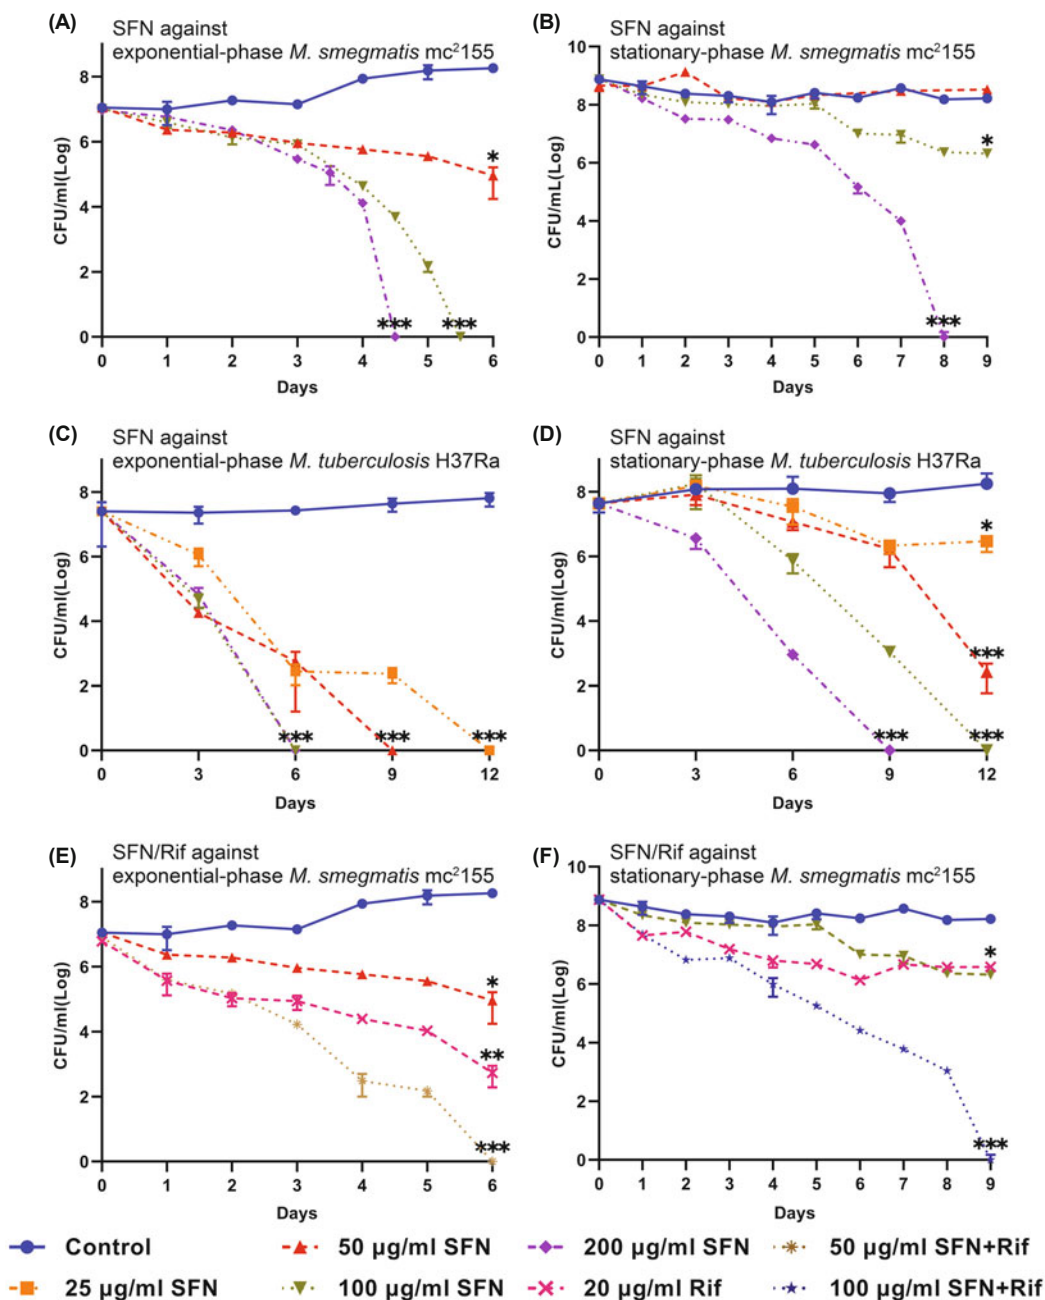 (A) SFN against
exponential-phase M. smegmatis mc²155
CFU/ml(Log)
8
6
4
2
0
*
*** ***
0 1 2 3 4 5 6
Days
(B) SFN against
stationary-phase M. smegmatis mc²155
CFU/mL(Log)
10
8
6
4
2
0
*
***
0 1 2 3 4 5 6 7 8 9
Days
(C) SFN against
exponential-phase M. tuberculosis H37Ra
CFU/ml(Log)
8
6
4
2
0
*** *** ***
0 3 6 9 12
Days
(D) SFN against
stationary-phase M. tuberculosis H37Ra
CFU/ml(Log)
8
6
4
2
0
*
***
*** ***
0 3 6 9 12
Days
(E) SFN/Rif against
exponential-phase M. smegmatis mc²155
CFU/ml(Log)
8
6
4
2
0
*
**
***
0 1 2 3 4 5 6
Days
(F) SFN/Rif against
stationary-phase M. smegmatis mc²155
CFU/ml(Log)
10
8
6
4
2
0
*
***
0 1 2 3 4 5 6 7 8 9
Days
Control 50 µg/ml SFN 200 µg/ml SFN 50 µg/ml SFN+Rif
25 µg/ml SFN 100 µg/ml SFN 20 µg/ml Rif 100 µg/ml SFN+Rif